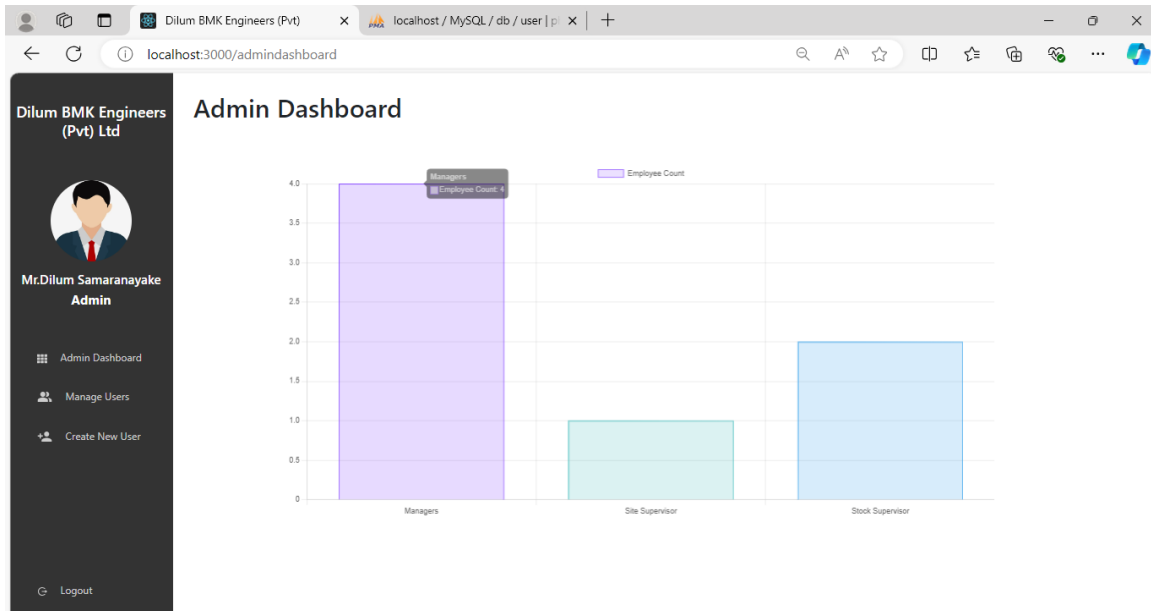 Dilum BMK Engineers (Pvt)
localhost / MySQL / db / user | p
localhost:3000/admindashboard
Dilum BMK Engineers
(Pvt) Ltd
Mr.Dilum Samaranayake
Admin
Admin Dashboard
Manage Users
Create New User
Logout
Admin Dashboard
Employee Count
Managers
Employee Count: 4
4.0
3.5
3.0
2.5
2.0
1.5
1.0
0.5
0
Managers
Site Supervisor
Stock Supervisor